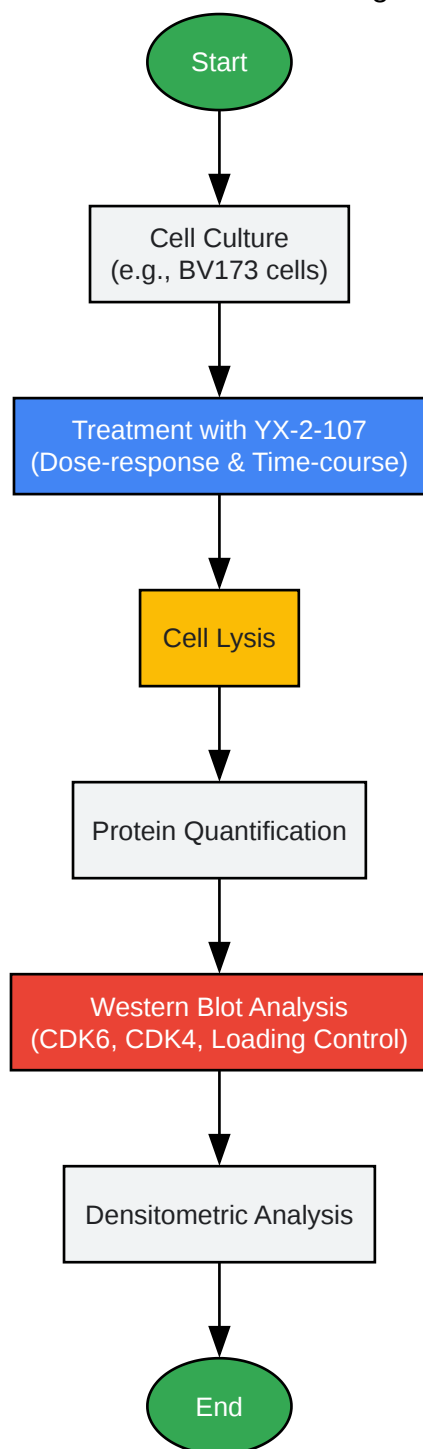 Start
Cell Culture
(e.g., BV173 cells)
Treatment with YX-2-107
(Dose-response & Time-course)
Cell Lysis
Protein Quantification
Western Blot Analysis
(CDK6, CDK4, Loading Control)
Densitometric Analysis
End